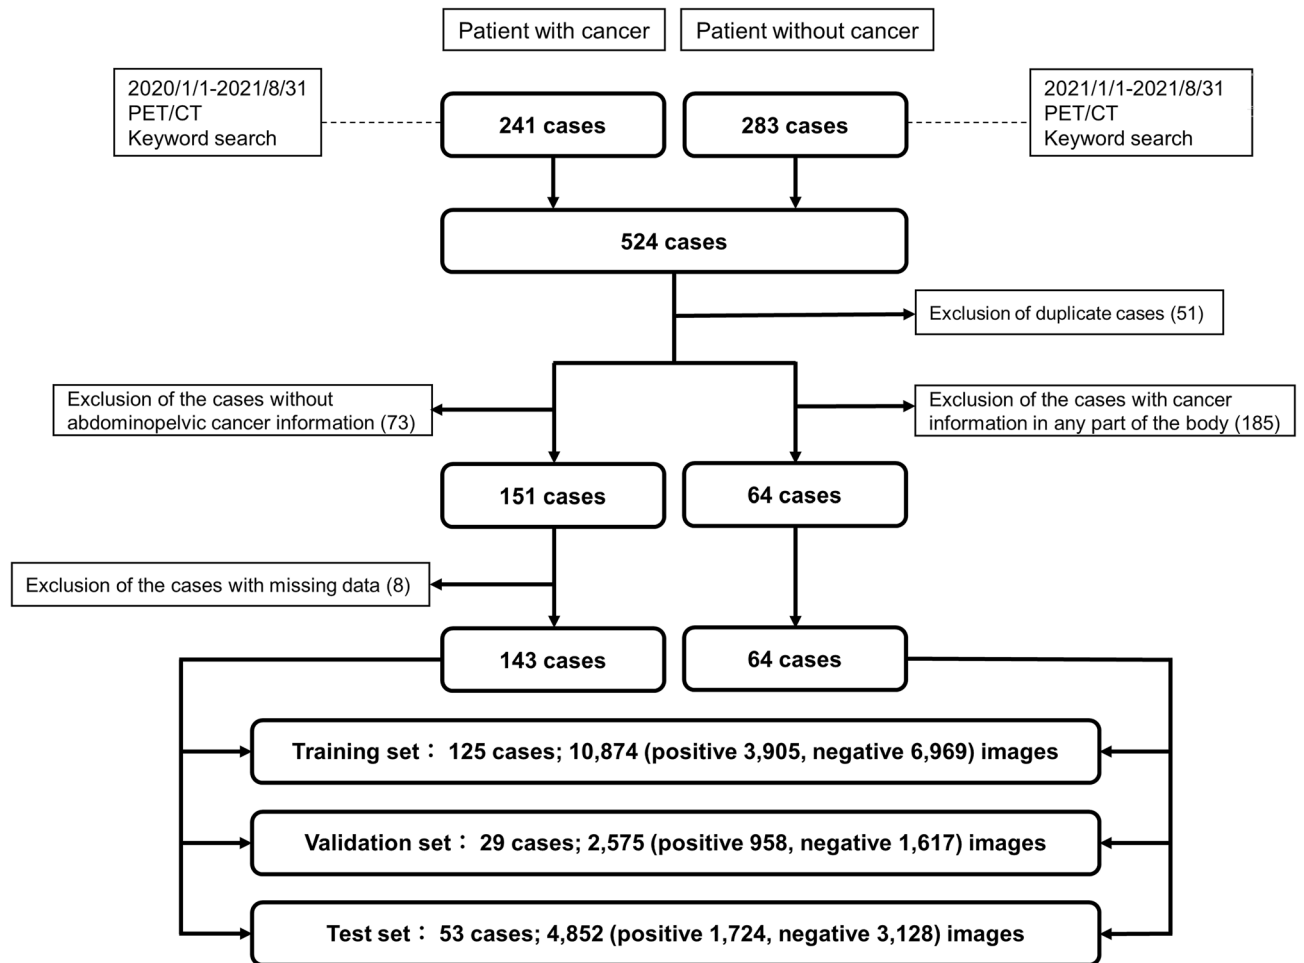 Patient with cancer
Patient without cancer
2020/1/1-2021/8/31
PET/CT
Keyword search
241 cases
283 cases
2021/1/1-2021/8/31
PET/CT
Keyword search
524 cases
Exclusion of duplicate cases (51)
Exclusion of the cases without
abdominopelvic cancer information (73)
Exclusion of the cases with cancer
information in any part of the body (185)
151 cases
64 cases
Exclusion of the cases with missing data (8)
143 cases
64 cases
Training set： 125 cases; 10,874 (positive 3,905, negative 6,969) images
Validation set： 29 cases; 2,575 (positive 958, negative 1,617) images
Test set： 53 cases; 4,852 (positive 1,724, negative 3,128) images